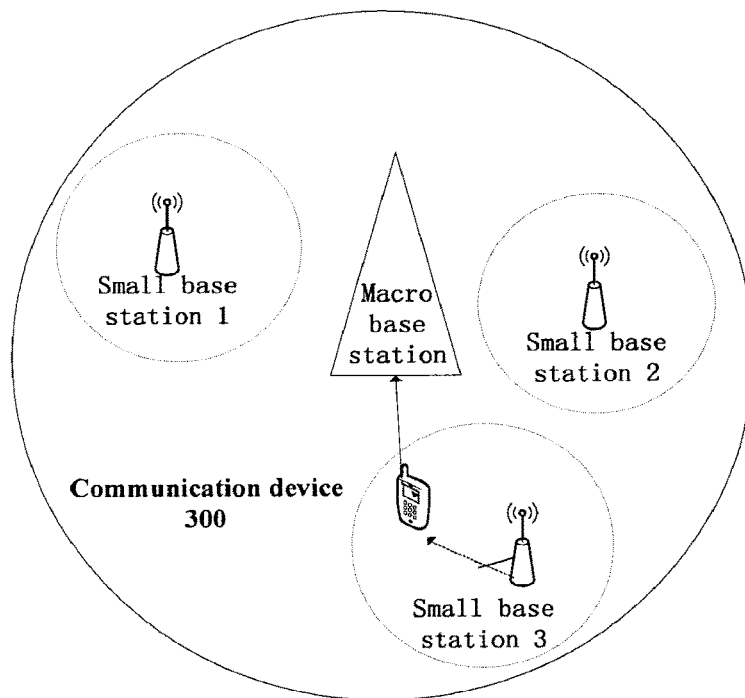 Small base
station 1
Macro
base
station
Small base
station 2
Communication device
300
Small base
station 3